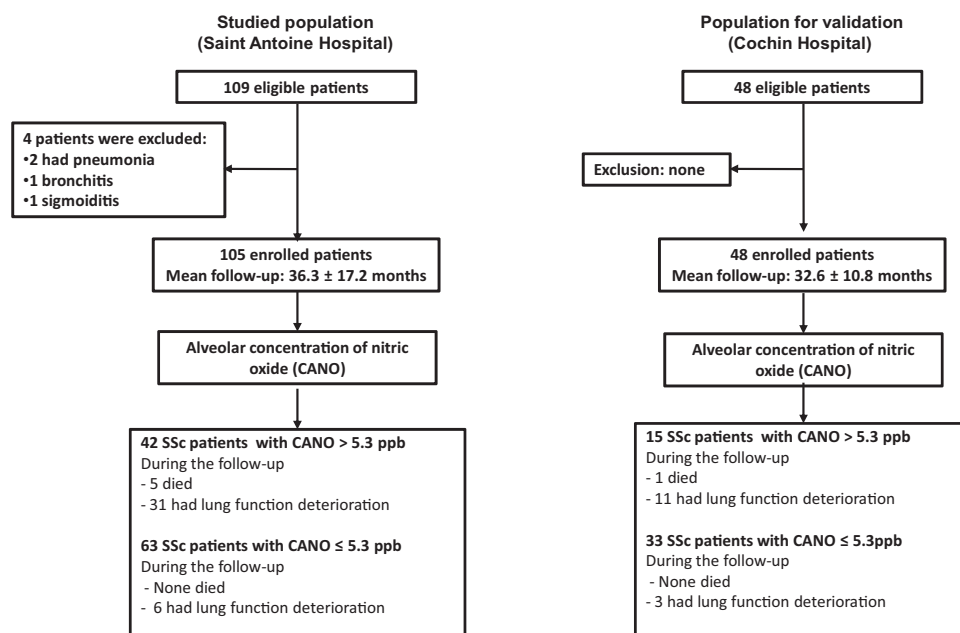 Studied population
(Saint Antoine Hospital)
109 eligible patients
4 patients were excluded:
•2 had pneumonia
•1 bronchitis
•1 sigmoiditis
105 enrolled patients
Mean follow-up: 36.3 ± 17.2 months
Alveolar concentration of nitric
oxide (CANO)
42 SSc patients with CANO > 5.3 ppb
During the follow-up
- 5 died
- 31 had lung function deterioration
63 SSc patients with CANO ≤ 5.3 ppb
During the follow-up
- None died
- 6 had lung function deterioration
Population for validation
(Cochin Hospital)
48 eligible patients
Exclusion: none
48 enrolled patients
Mean follow-up: 32.6 ± 10.8 months
Alveolar concentration of nitric
oxide (CANO)
15 SSc patients with CANO > 5.3 ppb
During the follow-up
- 1 died
- 11 had lung function deterioration
33 SSc patients with CANO ≤ 5.3ppb
During the follow-up
- None died
- 3 had lung function deterioration